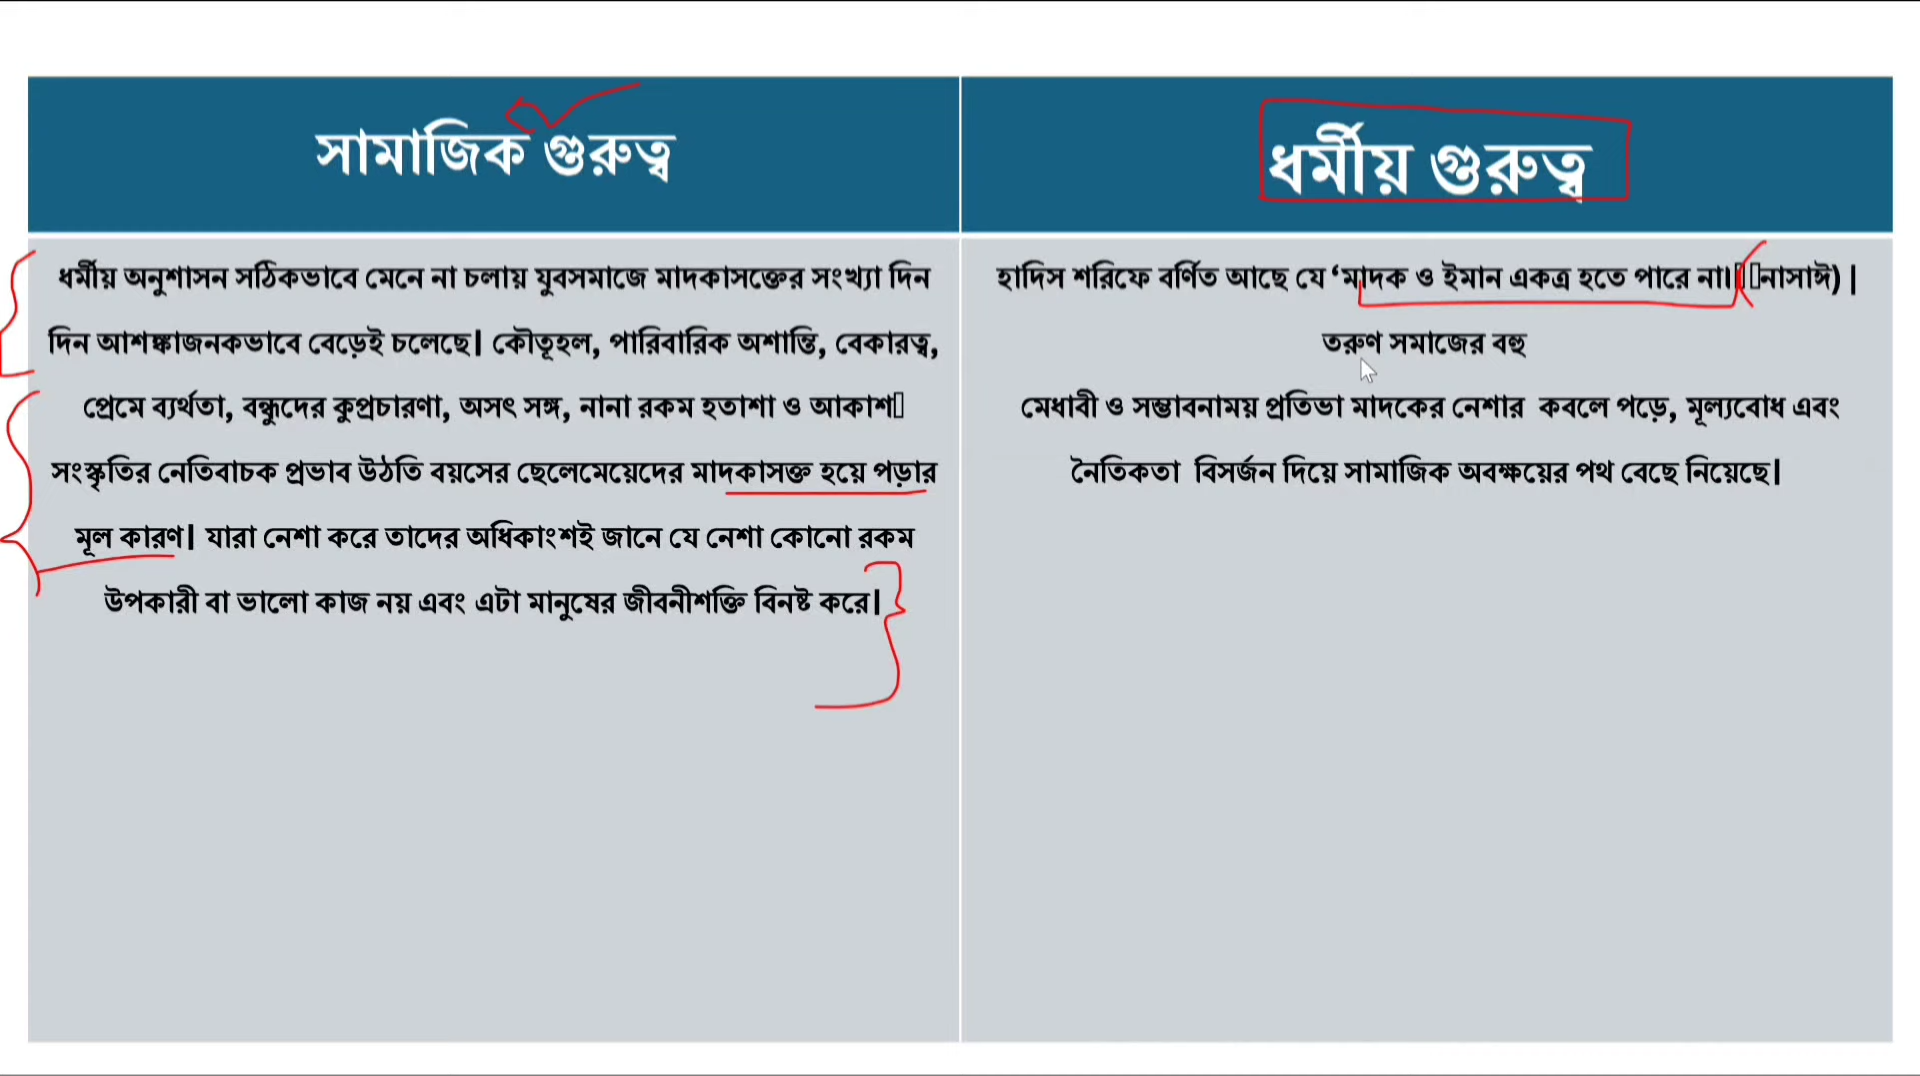 সামাজিক গুরুত্ব
ধর্মীয় অনুশাসন সঠিকভাবে মেনে না চলায় যুবসমাজে মাদকাসক্তের সংখ্যা দিন
দিন আশঙ্কাজনকভাবে বেড়েই চলেছে। কৌতূহল, পারিবারিক অশান্তি, বেকারত্ব,
প্রেমে ব্যর্থতা, বন্ধুদের কুপ্রচারণা, অসৎ সঙ্গ, নানা রকম হতাশা ও আকাশ
সংস্কৃতির নেতিবাচক প্রভাব উঠতি বয়সের ছেলেমেয়েদের মাদকাসক্ত হয়ে পড়ার
মূল কারণ। যারা নেশা করে তাদের অধিকাংশই জানে যে নেশা কোনো রকম
উপকারী বা ভালো কাজ নয় এবং এটা মানুষের জীবনীশক্তি বিনষ্ট করে।
ধর্মীয় গুরুত্ব
হাদিস শরিফে বর্ণিত আছে যে ‘মাদক ও ইমান একত্র হতে পারে না। নাসাঈ) |
তরুণ সমাজের বহু
মেধাবী ও সম্ভাবনাময় প্রতিভা মাদকের নেশার কবলে পড়ে, মূল্যবোধ এবং
নৈতিকতা বিসর্জন দিয়ে সামাজিক অবক্ষয়ের পথ বেছে নিয়েছে।